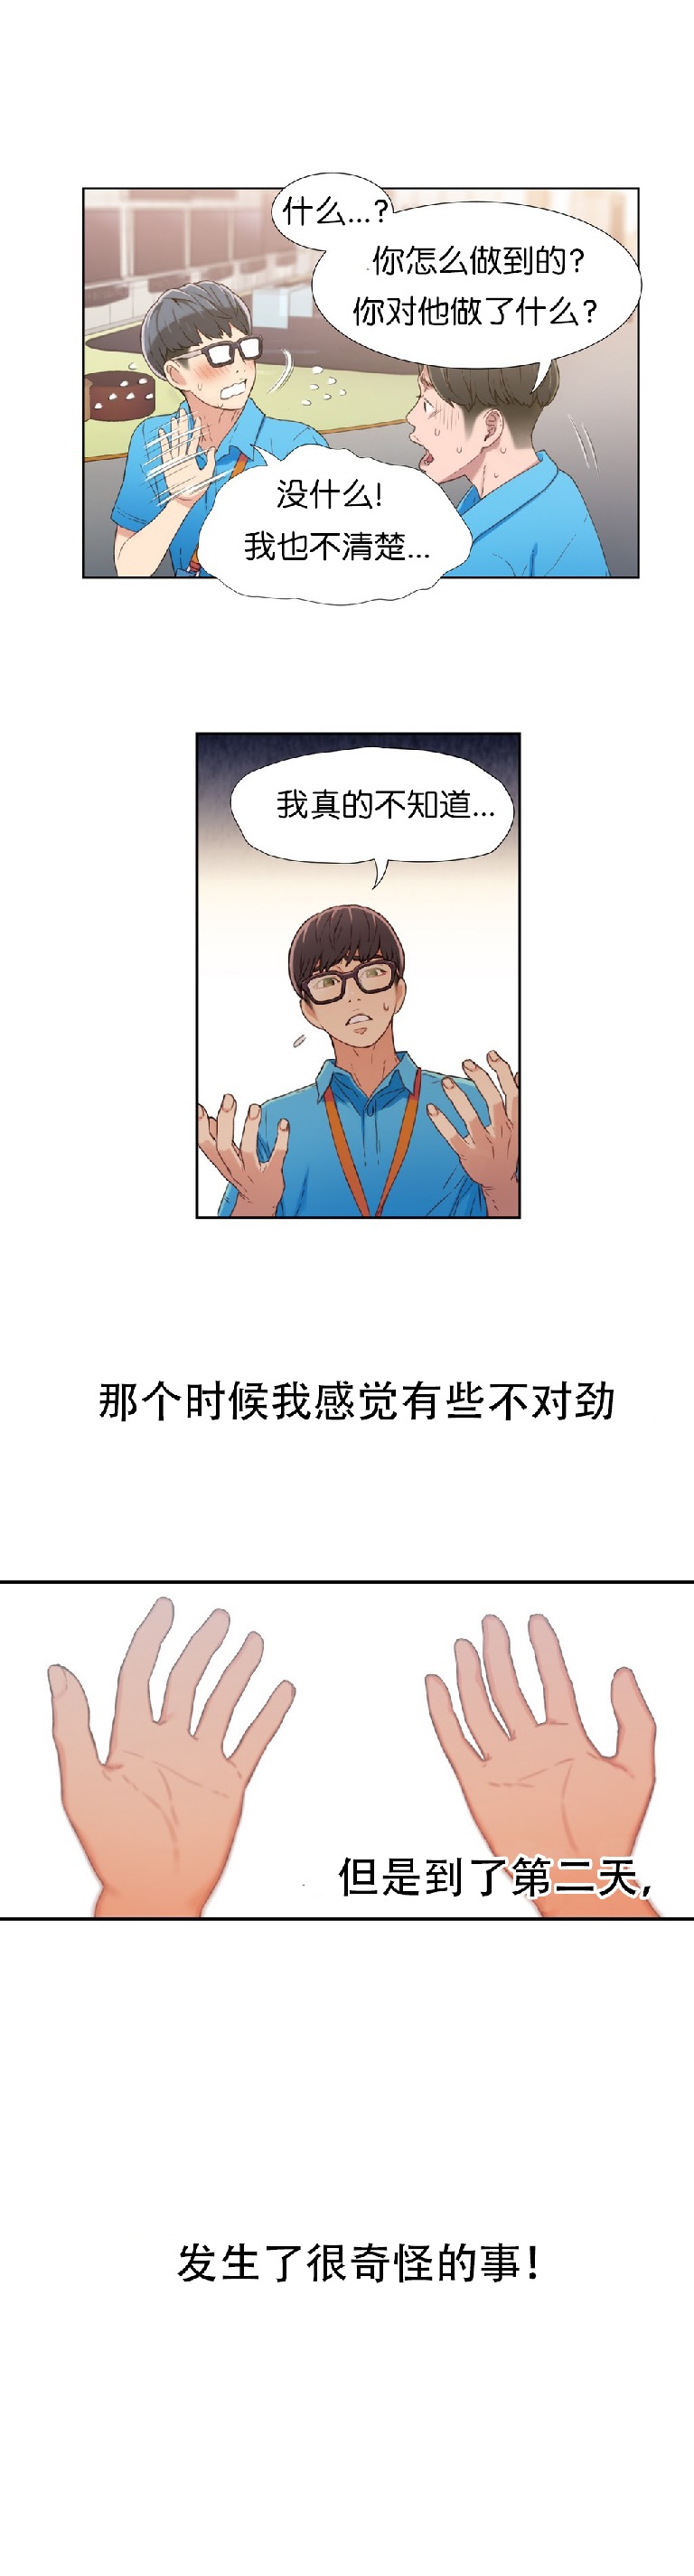 什么...?
你怎么做到的?
你对他做了什么?
没什么!
我也不清楚...
我真的不知道...
那个时候我感觉有些不对劲
但是到了第二天,
发生了很奇怪的事!